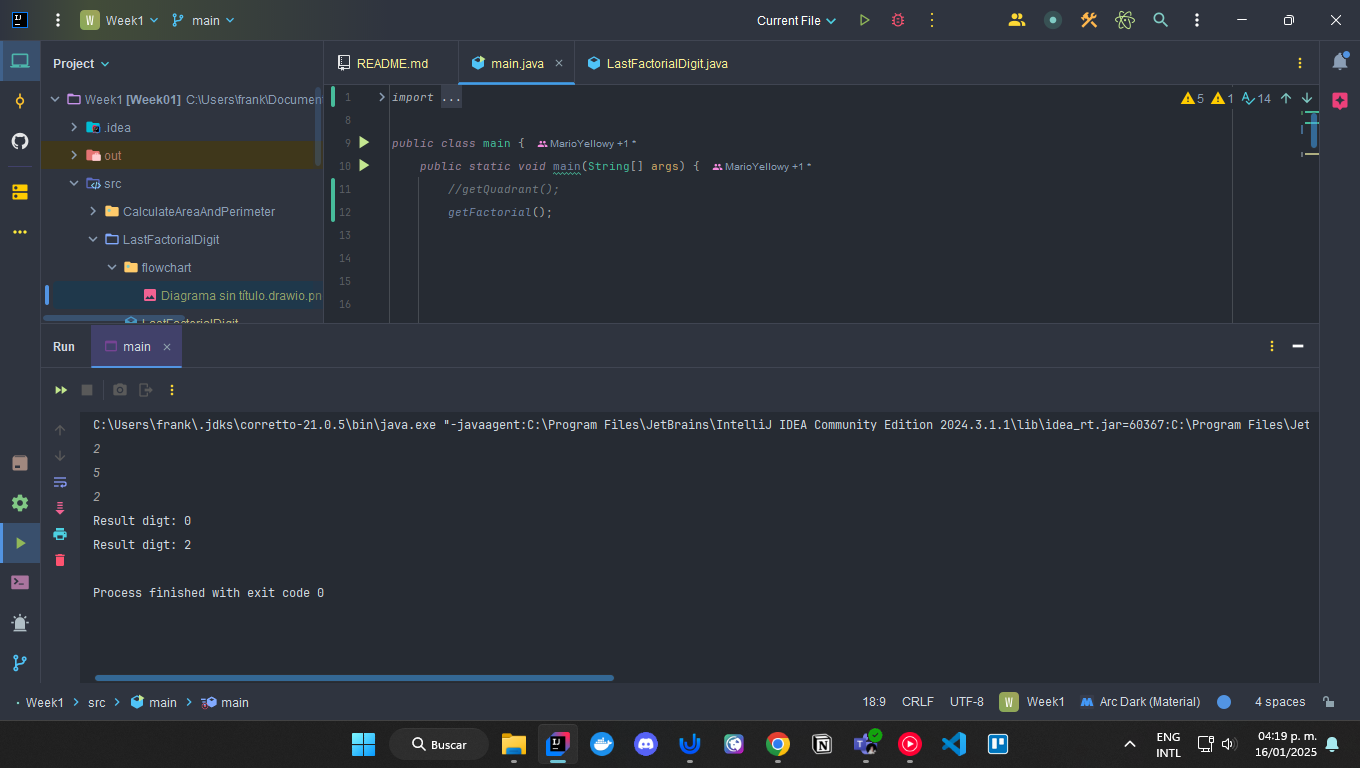 W Week1 main Current File
Project README.md main.java LastFactorialDigit.java
Week1 [Week01] C:\Users\frank\Documen
.idea
out
src
CalculateAreaAndPerimeter
LastFactorialDigit
flowchart
Diagrama sin título.drawio.pn
LastFactorialDigit
1 import ... 5 1 14
8
9 public class main { MarioYellowy +1 *
10 public static void main(String[] args) { MarioYellowy +1 *
11 //getQuadrant();
12 getFactorial();
13
14
15
16
Run main
C:\Users\frank\.jdks\corretto-21.0.5\bin\java.exe "-javaagent:C:\Program Files\JetBrains\IntelliJ IDEA Community Edition 2024.3.1.1\lib\idea_rt.jar=60367:C:\Program Files\Jet
2
5
2
Result digt: 0
Result digt: 2
Process finished with exit code 0
Week1 src main main 18:9 CRLF UTF-8 W Week1 Arc Dark (Material) 4 spaces
Buscar
ENG
INTL
04:19 p. m.
16/01/2025